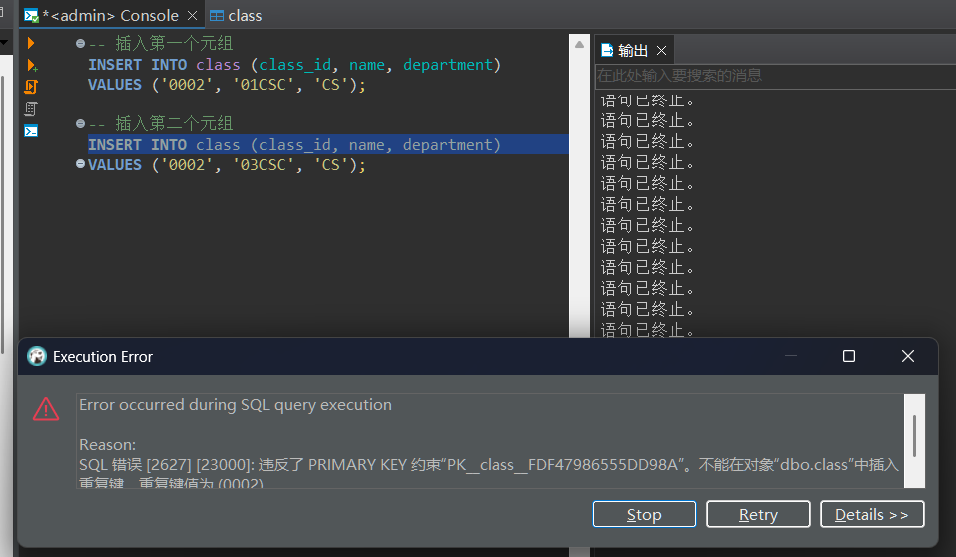 *<admin> Console
class
-- 插入第一个元组
INSERT INTO class (class_id, name, department)
VALUES ('0002', '01CSC', 'CS');
-- 插入第二个元组
INSERT INTO class (class_id, name, department)
VALUES ('0002', '03CSC', 'CS');
输出
在此处输入要搜索的消息
语句已终止。
语句已终止。
语句已终止。
语句已终止。
语句已终止。
语句已终止。
语句已终止。
语句已终止。
语句已终止。
语句已终止。
语句已终止。
语句已终止。
Execution Error
Error occurred during SQL query execution
Reason:
SQL 错误 [2627] [23000]: 违反了 PRIMARY KEY 约束“PK__class__FDF47986555DD98A”。不能在对象“dbo.class”中插入
重复键。重复键值为 (0002)
Stop
Retry
Details >>